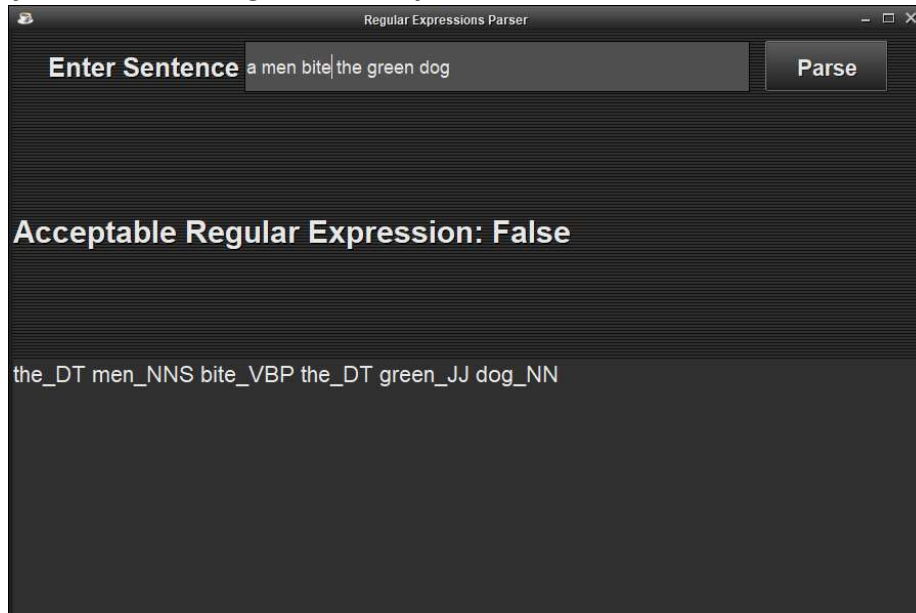 Regular Expressions Parser
Enter Sentence a men bite the green dog Parse
Acceptable Regular Expression: False
the_DT men_NNS bite_VBP the_DT green_JJ dog_NN